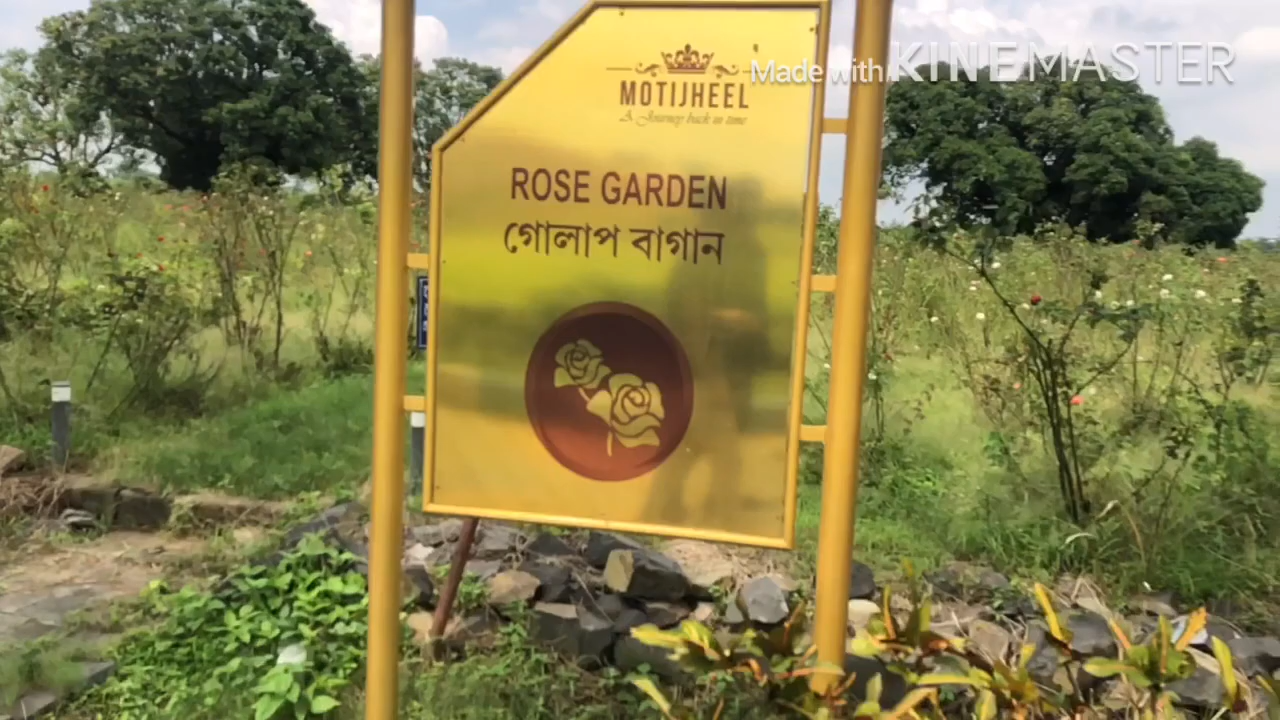 Made with KINEMASTER
MOTIJHEEL
A Journey back in time
ROSE GARDEN
গোলাপ বাগান